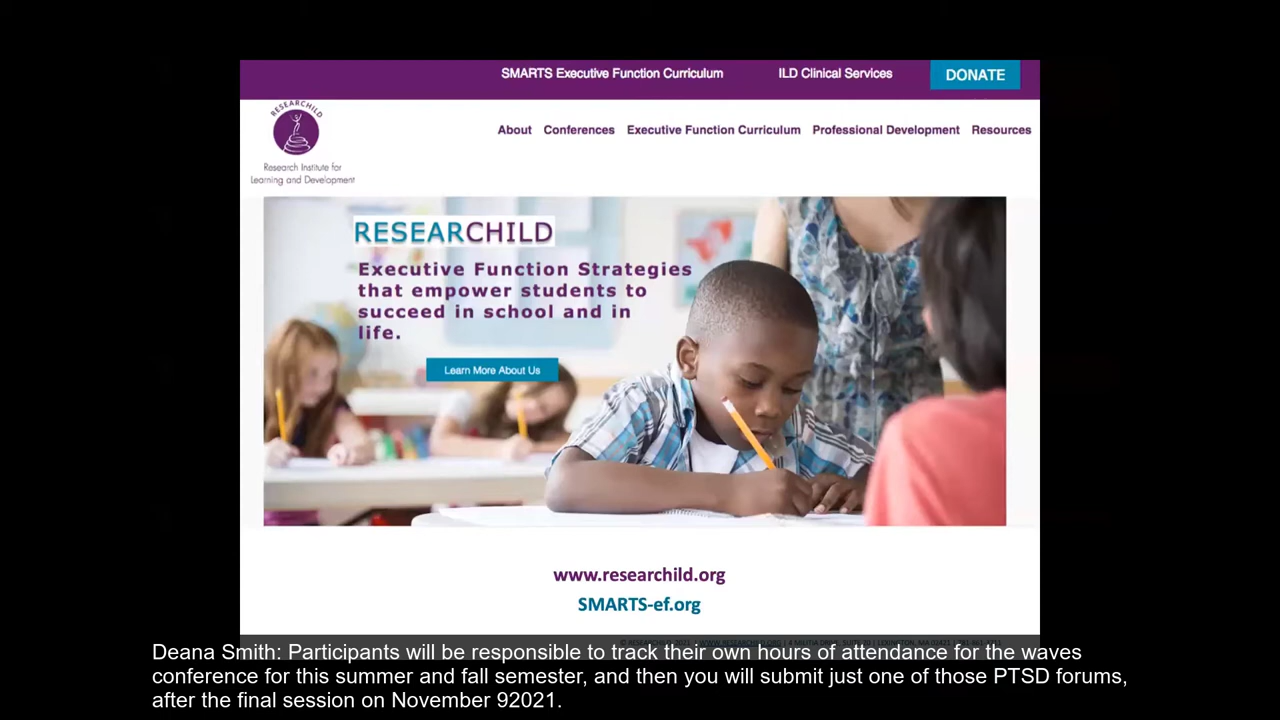 SMARTS Executive Function Curriculum ILD Clinical Services DONATE
RESEARCHILD
About Conferences Executive Function Curriculum Professional Development Resources
Research Institute for
Learning and Development
RESEARCHILD
Executive Function Strategies
that empower students to
succeed in school and in
life.
Learn More About Us
www.researchild.org
SMARTS-ef.org
Deana Smith: Participants will be responsible to track their own hours of attendance for the waves
conference for this summer and fall semester, and then you will submit just one of those PTSD forums,
after the final session on November 92021.